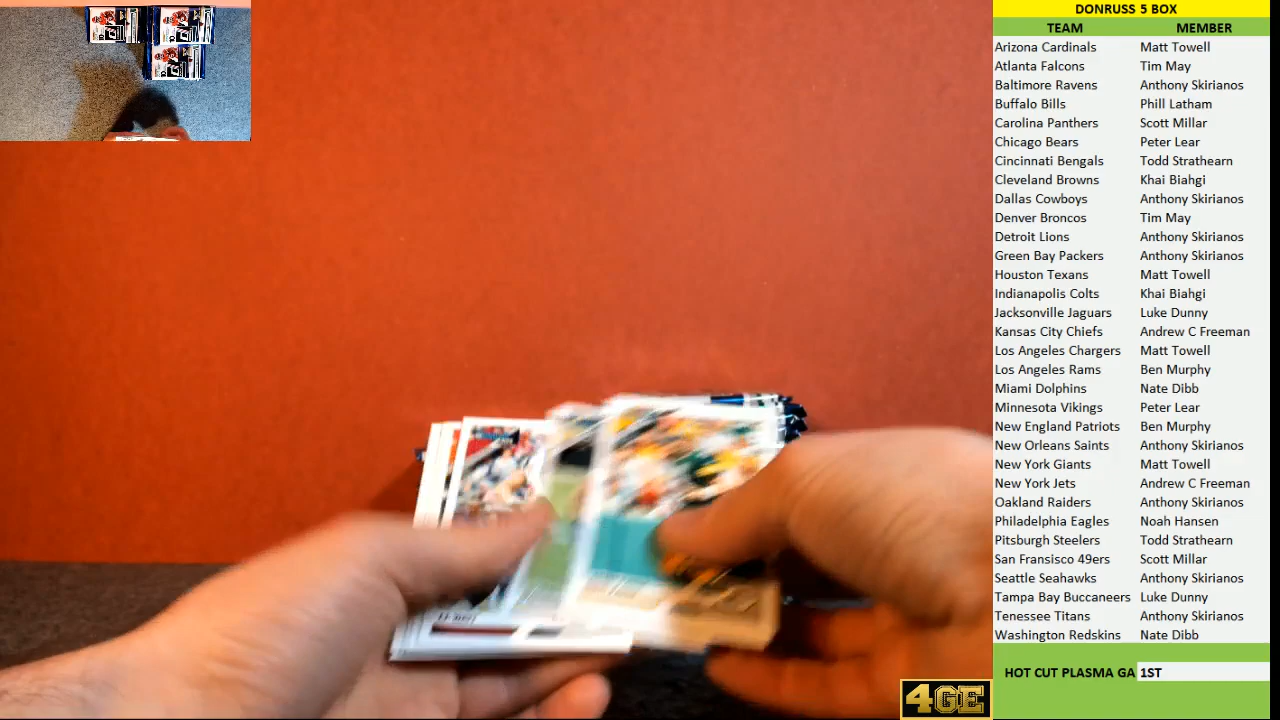 DONRUSS 5 BOX
TEAM MEMBER
Arizona Cardinals Matt Towell
Atlanta Falcons Tim May
Baltimore Ravens Anthony Skirianos
Buffalo Bills Phill Latham
Carolina Panthers Scott Millar
Chicago Bears Peter Lear
Cincinnati Bengals Todd Strathearn
Cleveland Browns Khai Biahgi
Dallas Cowboys Anthony Skirianos
Denver Broncos Tim May
Detroit Lions Anthony Skirianos
Green Bay Packers Anthony Skirianos
Houston Texans Matt Towell
Indianapolis Colts Khai Biahgi
Jacksonville Jaguars Luke Dunny
Kansas City Chiefs Andrew C Freeman
Los Angeles Chargers Matt Towell
Los Angeles Rams Ben Murphy
Miami Dolphins Nate Dibb
Minnesota Vikings Peter Lear
New England Patriots Ben Murphy
New Orleans Saints Anthony Skirianos
New York Giants Matt Towell
New York Jets Andrew C Freeman
Oakland Raiders Anthony Skirianos
Philadelphia Eagles Noah Hansen
Pitsburgh Steelers Todd Strathearn
San Fransisco 49ers Scott Millar
Seattle Seahawks Anthony Skirianos
Tampa Bay Buccaneers Luke Dunny
Tenessee Titans Anthony Skirianos
Washington Redskins Nate Dibb
HOT CUT PLASMA GA 1ST
4GE